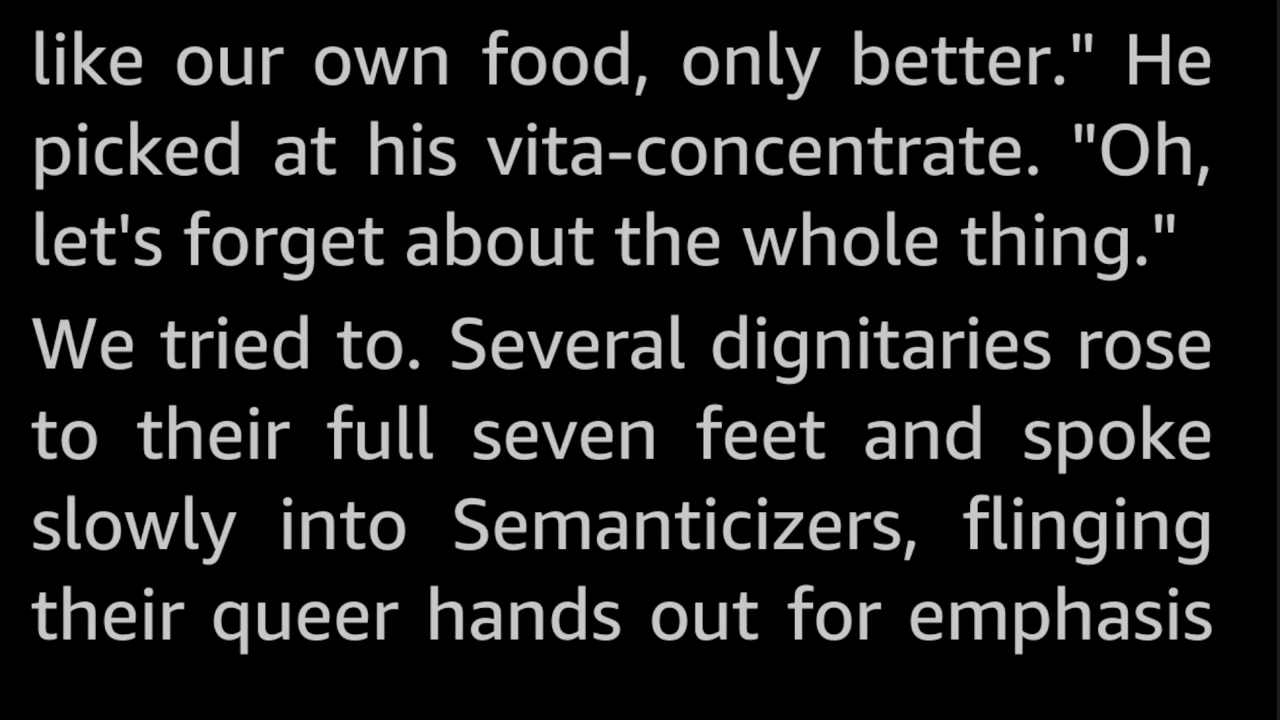 like our own food, only better." He
picked at his vita-concentrate. "Oh,
let's forget about the whole thing."
We tried to. Several dignitaries rose
to their full seven feet and spoke
slowly into Semanticizers, flinging
their queer hands out for emphasis